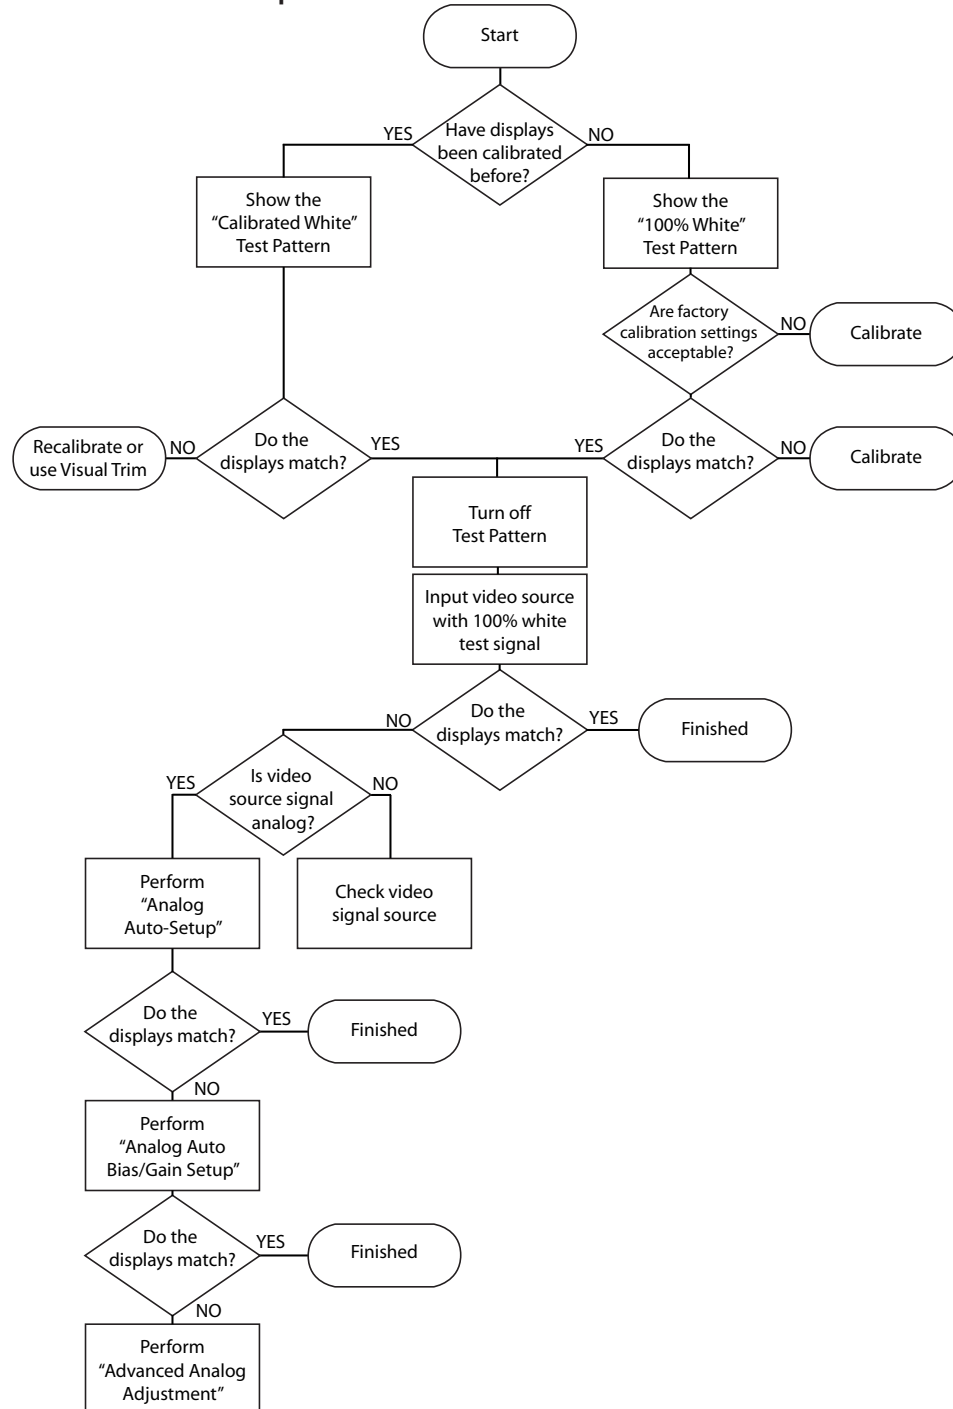 Start
YES
Have displays
been calibrated
before?
NO
Show the
“Calibrated White”
Test Pattern
Show the
“100% White”
Test Pattern
Are factory
calibration settings
acceptable?
NO
Calibrate
Recalibrate or
use Visual Trim
NO
Do the
displays match?
YES
YES
Do the
displays match?
NO
Calibrate
Turn off
Test Pattern
Input video source
with 100% white
test signal
NO
Do the
displays match?
YES
Finished
YES
Is video
source signal
analog?
NO
Perform
“Analog
Auto-Setup”
Check video
signal source
Do the
displays match?
YES
Finished
NO
Perform
“Analog Auto
Bias/Gain Setup”
Do the
displays match?
YES
Finished
NO
Perform
“Advanced Analog
Adjustment”